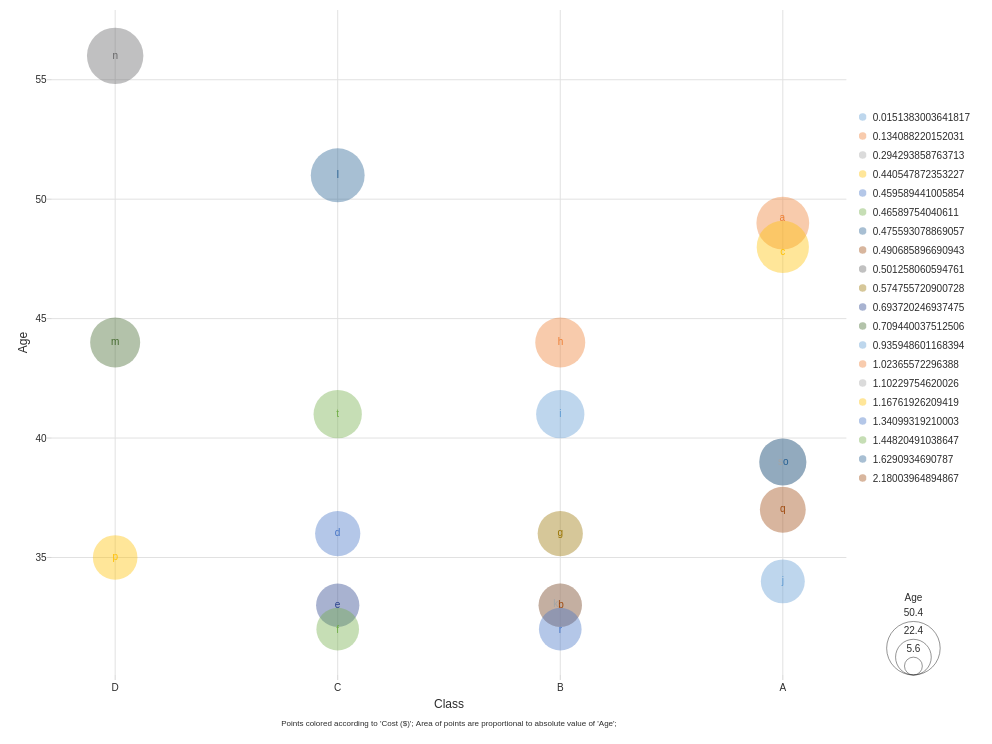 n
55
l
50
a
c
45
m
h
t
i
40
o
q
d
g
35
p
j
e
b
r
Age
D
C
B
A
Class
Points colored according to 'Cost ($)'; Area of points are proportional to absolute value of 'Age';
0.0151383003641817
0.134088220152031
0.294293858763713
0.440547872353227
0.459589441005854
0.46589754040611
0.475593078869057
0.490685896690943
0.501258060594761
0.574755720900728
0.693720246937475
0.709440037512506
0.935948601168394
1.02365572296388
1.10229754620026
1.16761926209419
1.34099319210003
1.44820491038647
1.6290934690787
2.18003964894867
Age
50.4
22.4
5.6